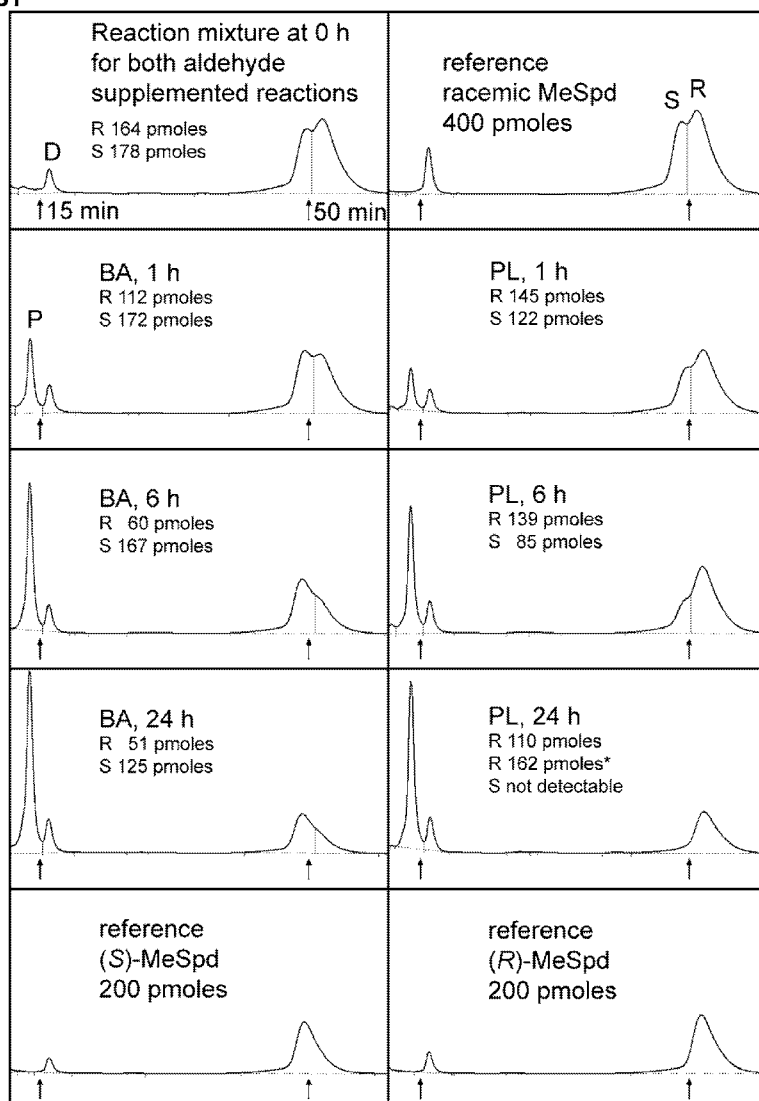 Reaction mixture at 0 h
for both aldehyde
supplemented reactions
R 164 pmoles
S 178 pmoles
D
15 min
50 min
reference
racemic MeSpd
400 pmoles
S R
BA, 1 h
R 112 pmoles
S 172 pmoles
P
PL, 1 h
R 145 pmoles
S 122 pmoles
BA, 6 h
R 60 pmoles
S 167 pmoles
PL, 6 h
R 139 pmoles
S 85 pmoles
BA, 24 h
R 51 pmoles
S 125 pmoles
PL, 24 h
R 110 pmoles
R 162 pmoles*
S not detectable
reference
(S)-MeSpd
200 pmoles
reference
(R)-MeSpd
200 pmoles